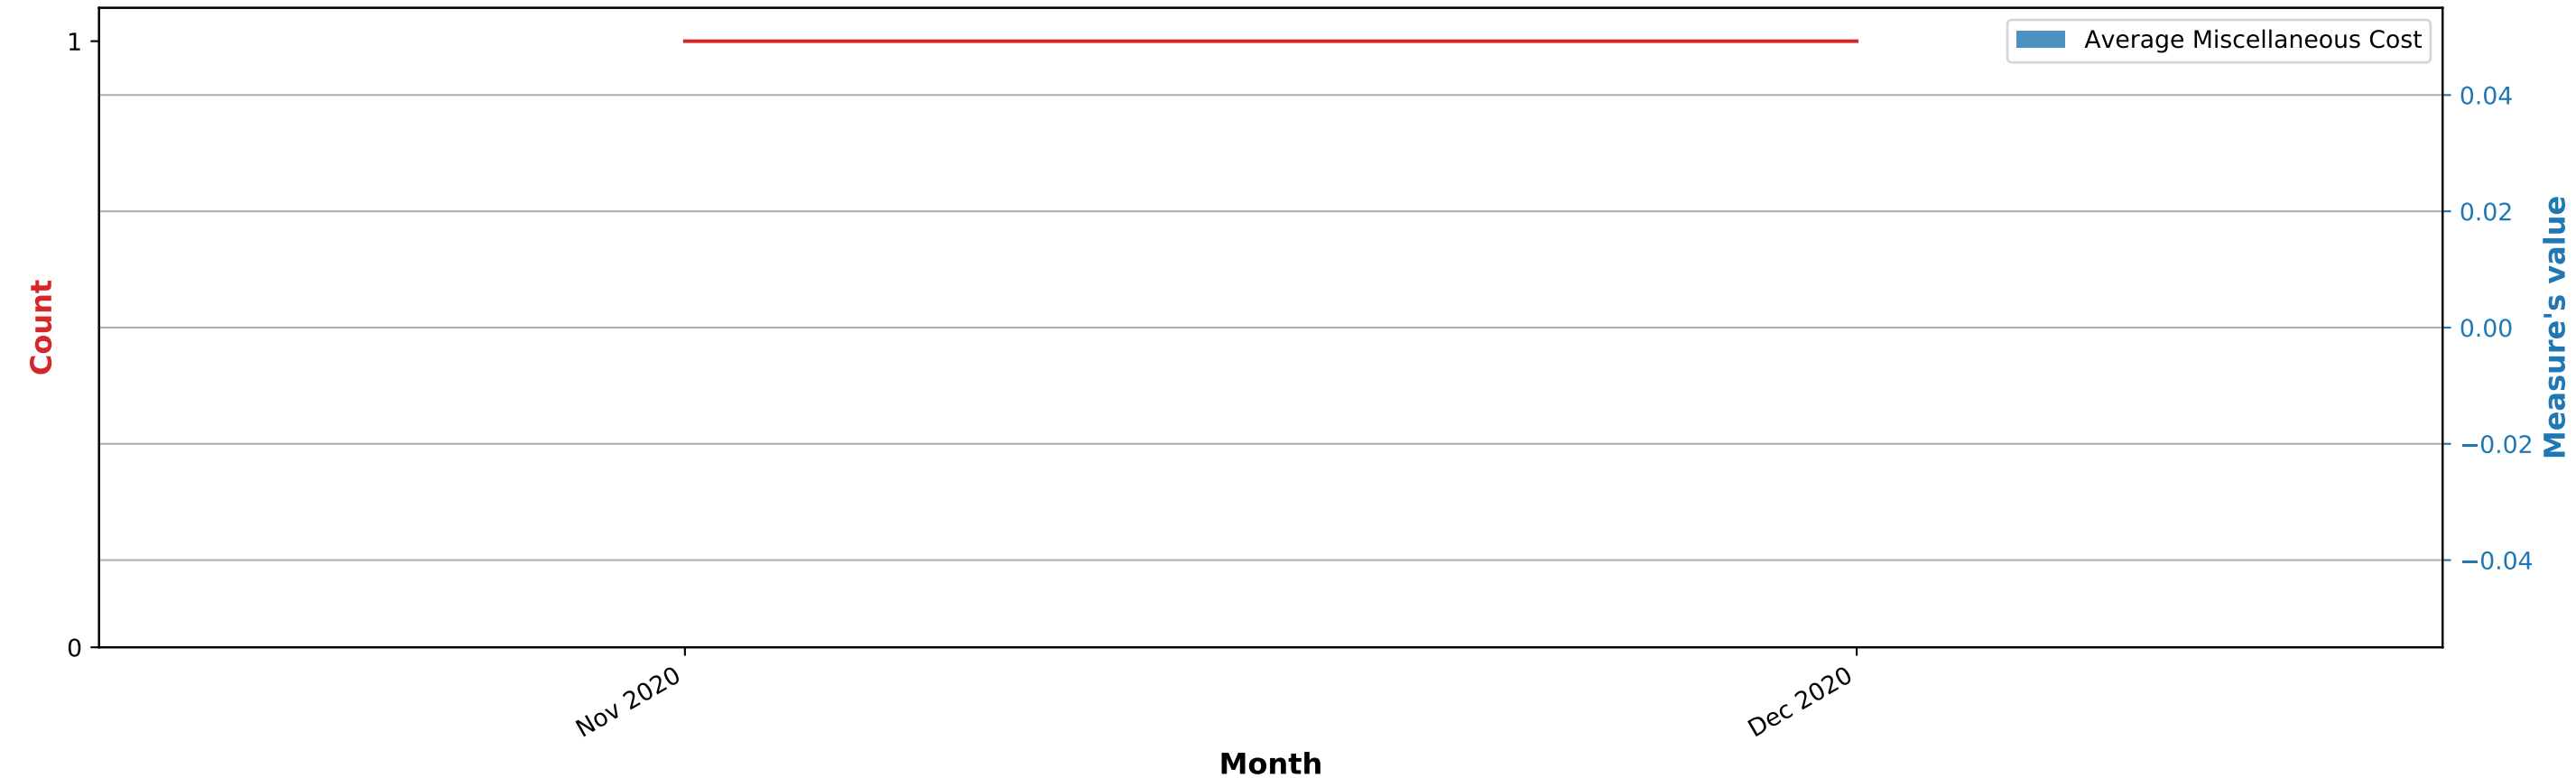 1
0
Count
Average Miscellaneous Cost
0.04
0.02
0.00
−0.02
−0.04
Measure's value
Nov 2020
Dec 2020
Month